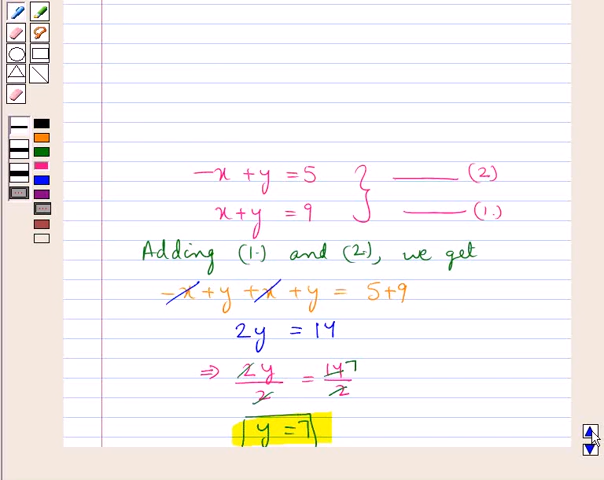 -x + y = 5 } ——— (2)
x + y = 9 ——— (1.)
Adding (1.) and (2), we get
-x + y + x + y = 5+9
2y = 14
⇒ 2y/2 = 14/2 7
y = 7